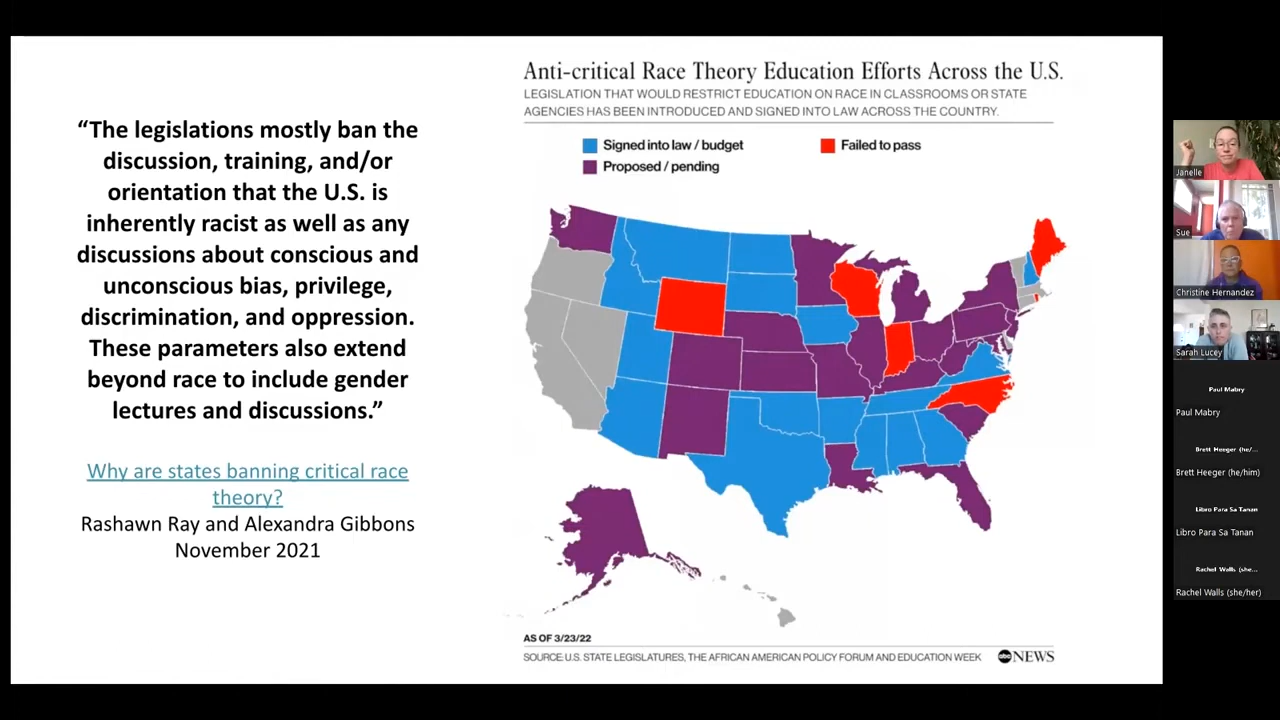 “The legislations mostly ban the
discussion, training, and/or
orientation that the U.S. is
inherently racist as well as any
discussions about conscious and
unconscious bias, privilege,
discrimination, and oppression.
These parameters also extend
beyond race to include gender
lectures and discussions.”
Why are states banning critical race
theory?
Rashawn Ray and Alexandra Gibbons
November 2021
Anti-critical Race Theory Education Efforts Across the U.S.
LEGISLATION THAT WOULD RESTRICT EDUCATION ON RACE IN CLASSROOMS OR STATE
AGENCIES HAS BEEN INTRODUCED AND SIGNED INTO LAW ACROSS THE COUNTRY.
Signed into law / budget
Failed to pass
Proposed / pending
AS OF 3/23/22
SOURCE: U.S. STATE LEGISLATURES, THE AFRICAN AMERICAN POLICY FORUM AND EDUCATION WEEK
abc NEWS
Janelle
Sue
Christine Hernandez
Sarah Lucey
Paul Mabry
Paul Mabry
Brett Heeger (he/...
Brett Heeger (he/him)
Libro Para Sa Tanan
Libro Para Sa Tanan
Rachel Walls (she...
Rachel Walls (she/her)